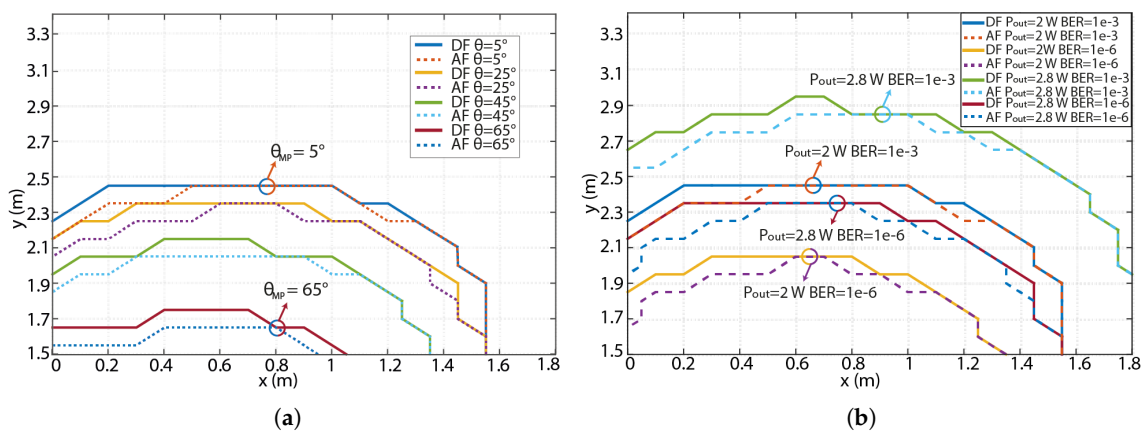 3.3
3.1
2.9
2.7
2.5
2.3
2.1
1.9
1.7
1.5
y (m)
0.0
0.2
0.4
0.6
0.8
1
1.2
1.4
1.6
1.8
x (m)
DF θ=5°
AF θ=5°
DF θ=25°
AF θ=25°
DF θ=45°
AF θ=45°
DF θ=65°
AF θ=65°
θMP = 5°
θMP = 65°
(a)
3.3
3.1
2.9
2.7
2.5
2.3
2.1
1.9
1.7
1.5
y (m)
0.0
0.2
0.4
0.6
0.8
1
1.2
1.4
1.6
1.8
x (m)
DF Pout=2 W BER=1e-3
AF Pout=2 W BER=1e-3
DF Pout=2W BER=1e-6
AF Pout=2 W BER=1e-6
DF Pout=2.8 W BER=1e-3
AF Pout=2.8 W BER=1e-3
DF Pout=2.8 W BER=1e-6
AF Pout=2.8 W BER=1e-6
Pout=2.8 W BER=1e-3
Pout=2 W BER=1e-3
Pout=2.8 W BER=1e-6
Pout=2 W BER=1e-6
(b)